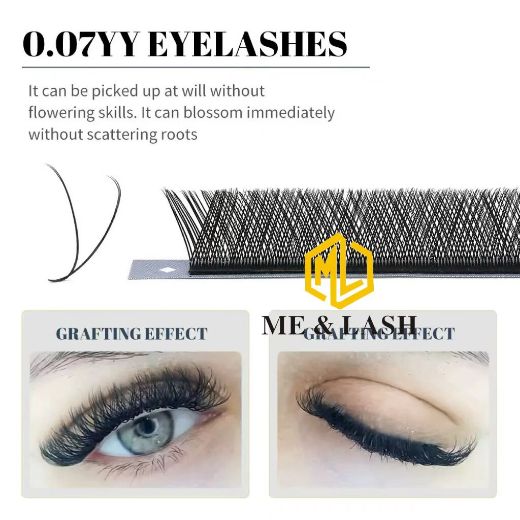 0.07YY EYELASHES
It can be picked up at will without
flowering skills. It can blossom immediately
without scattering roots
ML
ME & LASH
GRAFTING EFFECT
GRAFTING EFFECT